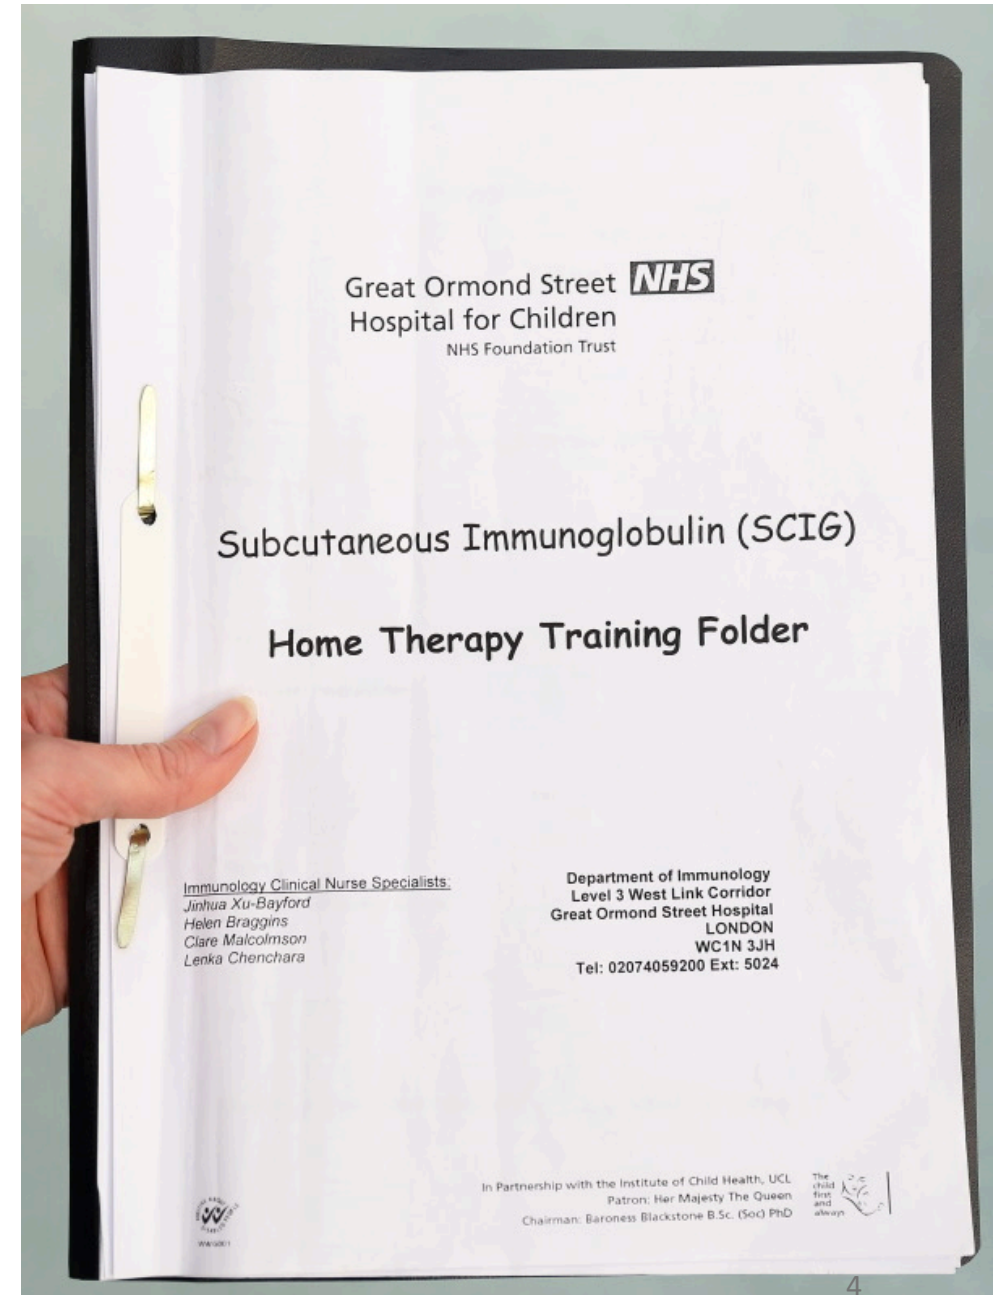 Great Ormond Street NHS
Hospital for Children
NHS Foundation Trust
Subcutaneous Immunoglobulin (SCIG)
Home Therapy Training Folder
Immunology Clinical Nurse Specialists:
Jinhua Xu-Bayford
Helen Braggins
Clare Malcolmson
Lenka Chenchara
Department of Immunology
Level 3 West Link Corridor
Great Ormond Street Hospital
LONDON
WC1N 3JH
Tel: 02074059200 Ext: 5024
In Partnership with the Institute of Child Health, UCL
Patron: Her Majesty The Queen
Chairman: Baroness Blackstone B.Sc. (Soc) PhD
The
child
first
and
always
4